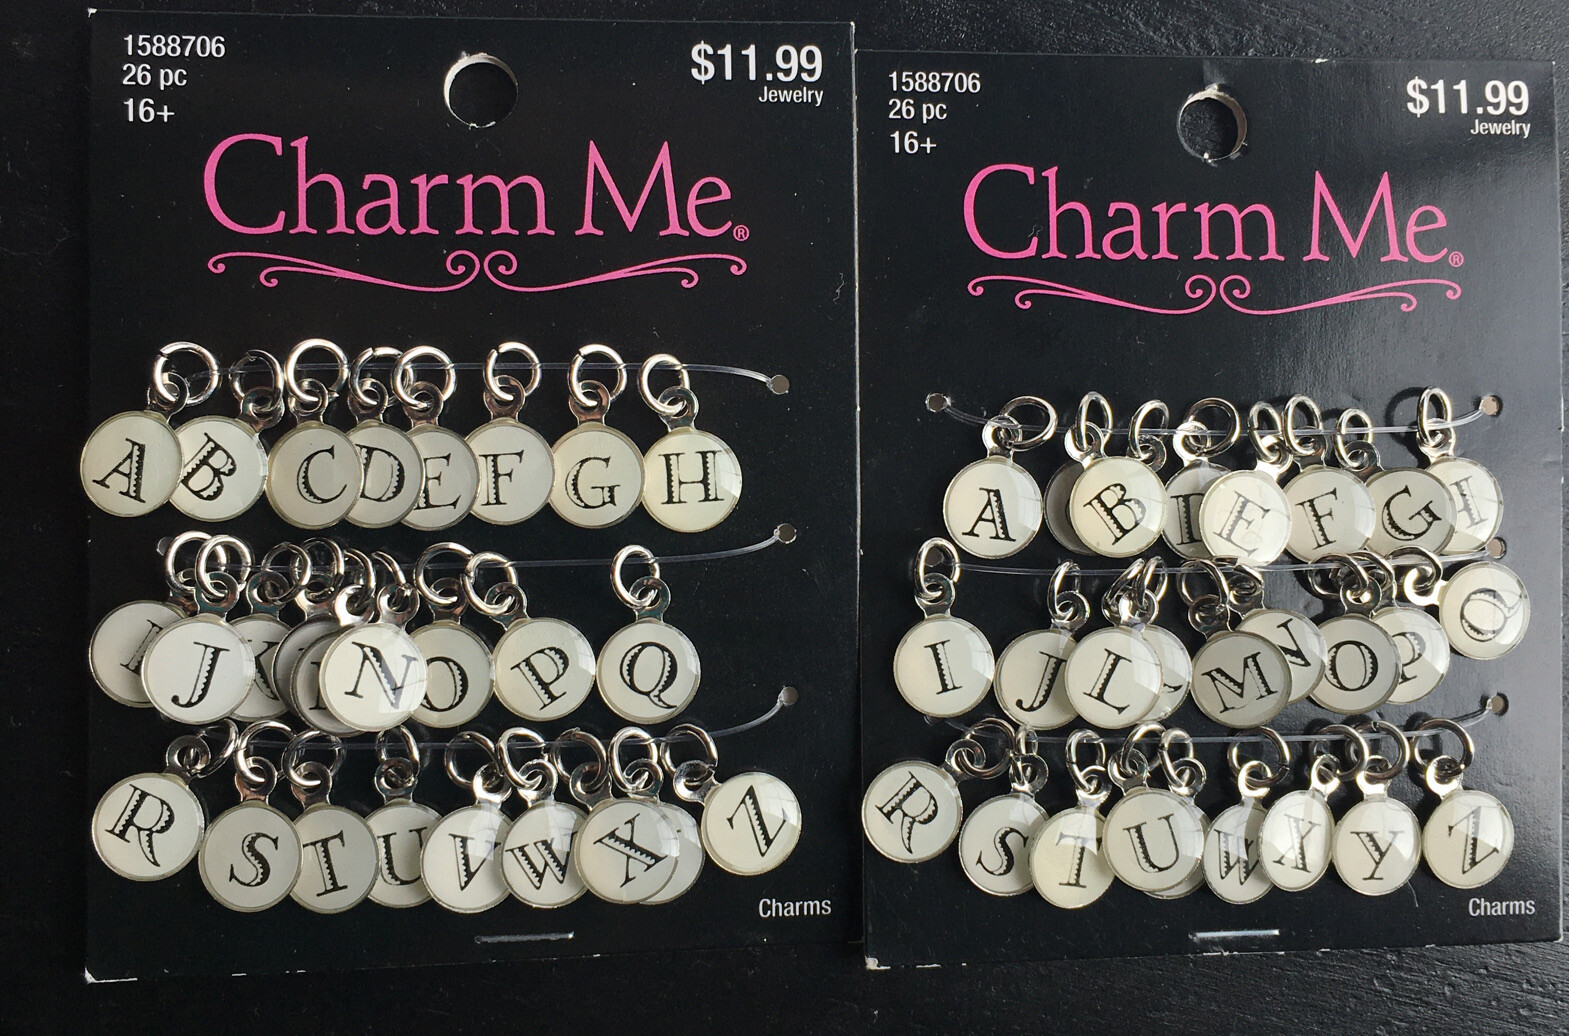 1588706
26 pc
16+
$11.99
Jewelry
Charm Me®
A B C D E F G H
J K N O P Q
R S T U V W X Z
Charms
1588706
26 pc
16+
$11.99
Jewelry
Charm Me®
A B D E F G H
I J L M N O P Q
R S T U W X Y Z
Charms